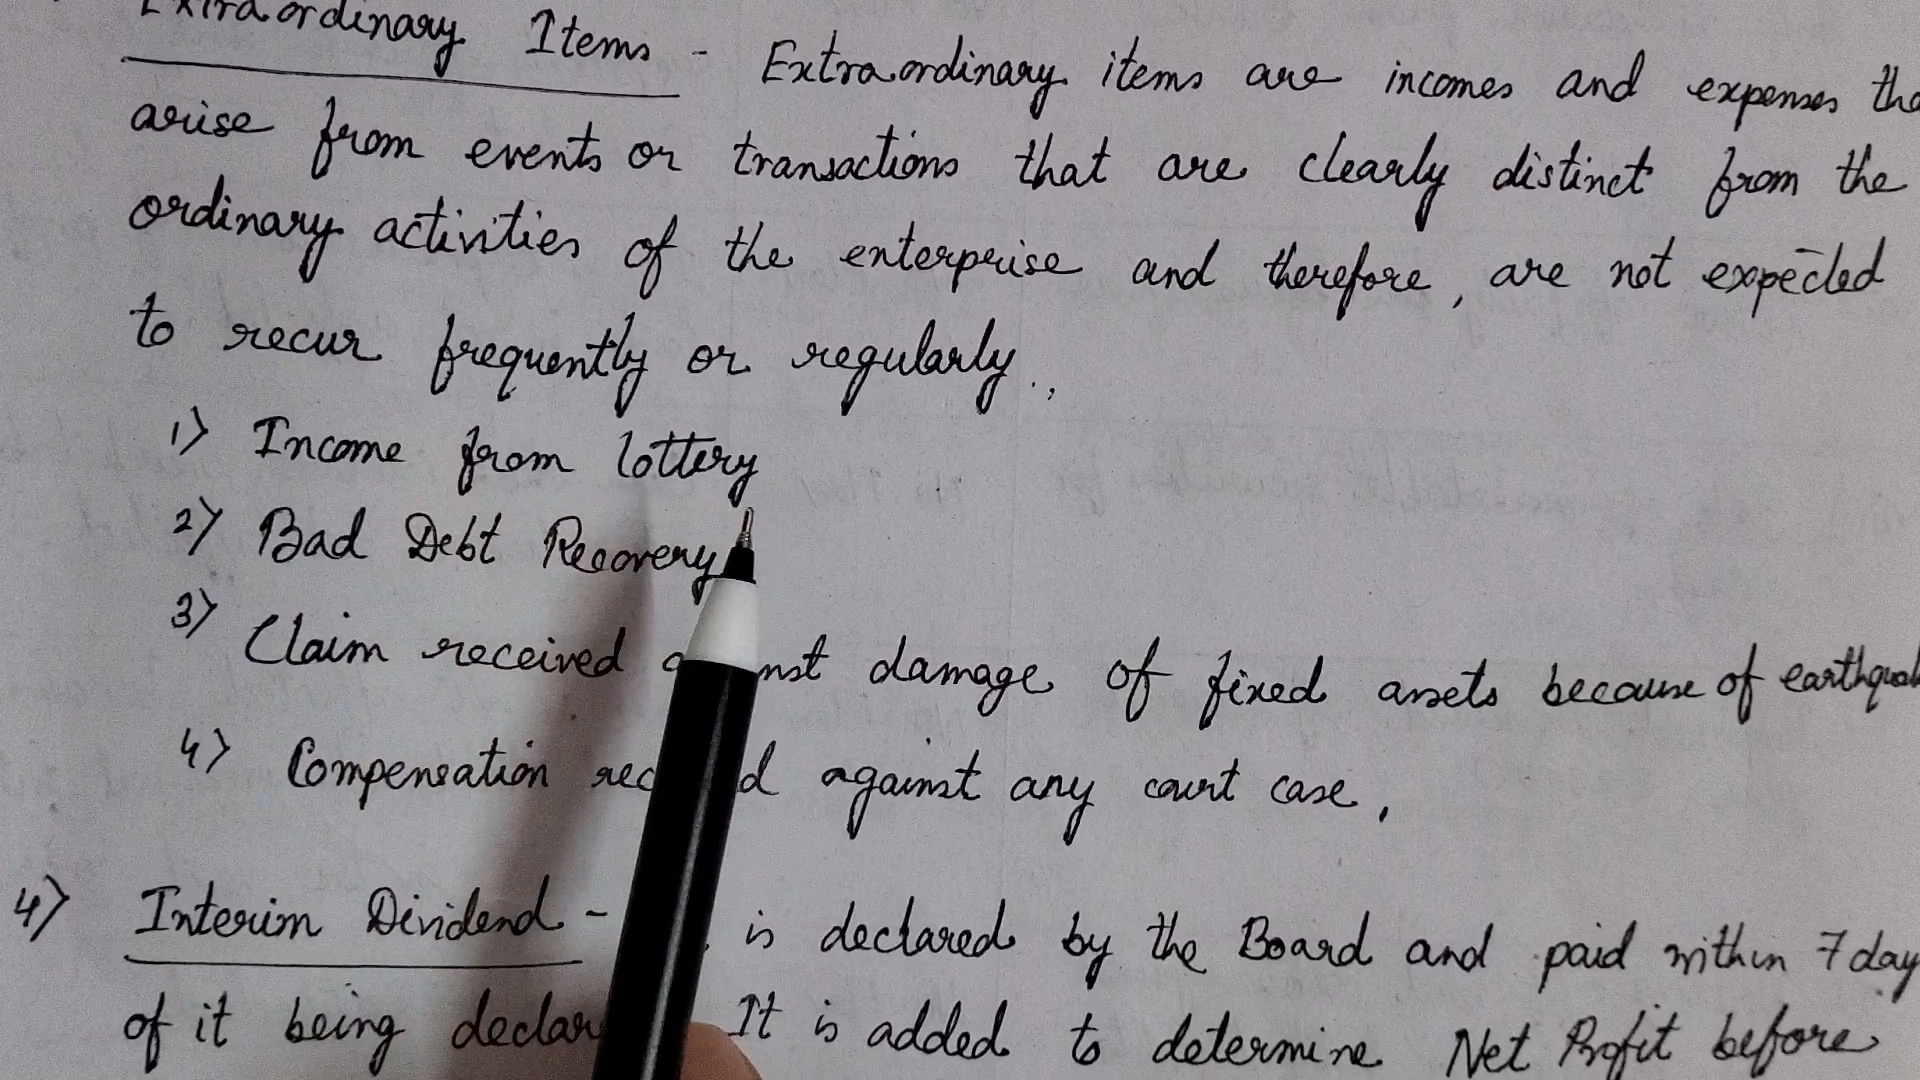 Extraordinary Items - Extraordinary items are incomes and expenses
arise from events or transactions that are clearly distinct from the
ordinary activities of the enterprise and therefore, are not expected
to recur frequently or regularly.,
1) Income from lottery
2) Bad Debt Recovery
3) Claim received damage of fixed assets because of
4) Compensation against any court case,
4) Interim Dividend - is declared by the Board and paid within 7 day
of it being It is added to determine Net Profit before